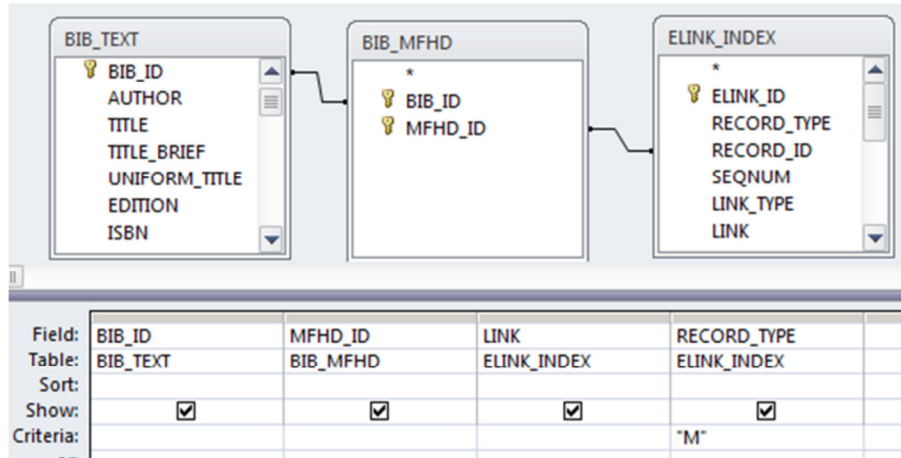 BIB_TEXT
BIB_ID
AUTHOR
TITLE
TITLE_BRIEF
UNIFORM_TITLE
EDITION
ISBN
BIB_MFHD
*
BIB_ID
MFHD_ID
ELINK_INDEX
*
ELINK_ID
RECORD_TYPE
RECORD_ID
SEQNUM
LINK_TYPE
LINK
Field: BIB_ID MFHD_ID LINK RECORD_TYPE
Table: BIB_TEXT BIB_MFHD ELINK_INDEX ELINK_INDEX
Sort:
Show:
Criteria: "M"